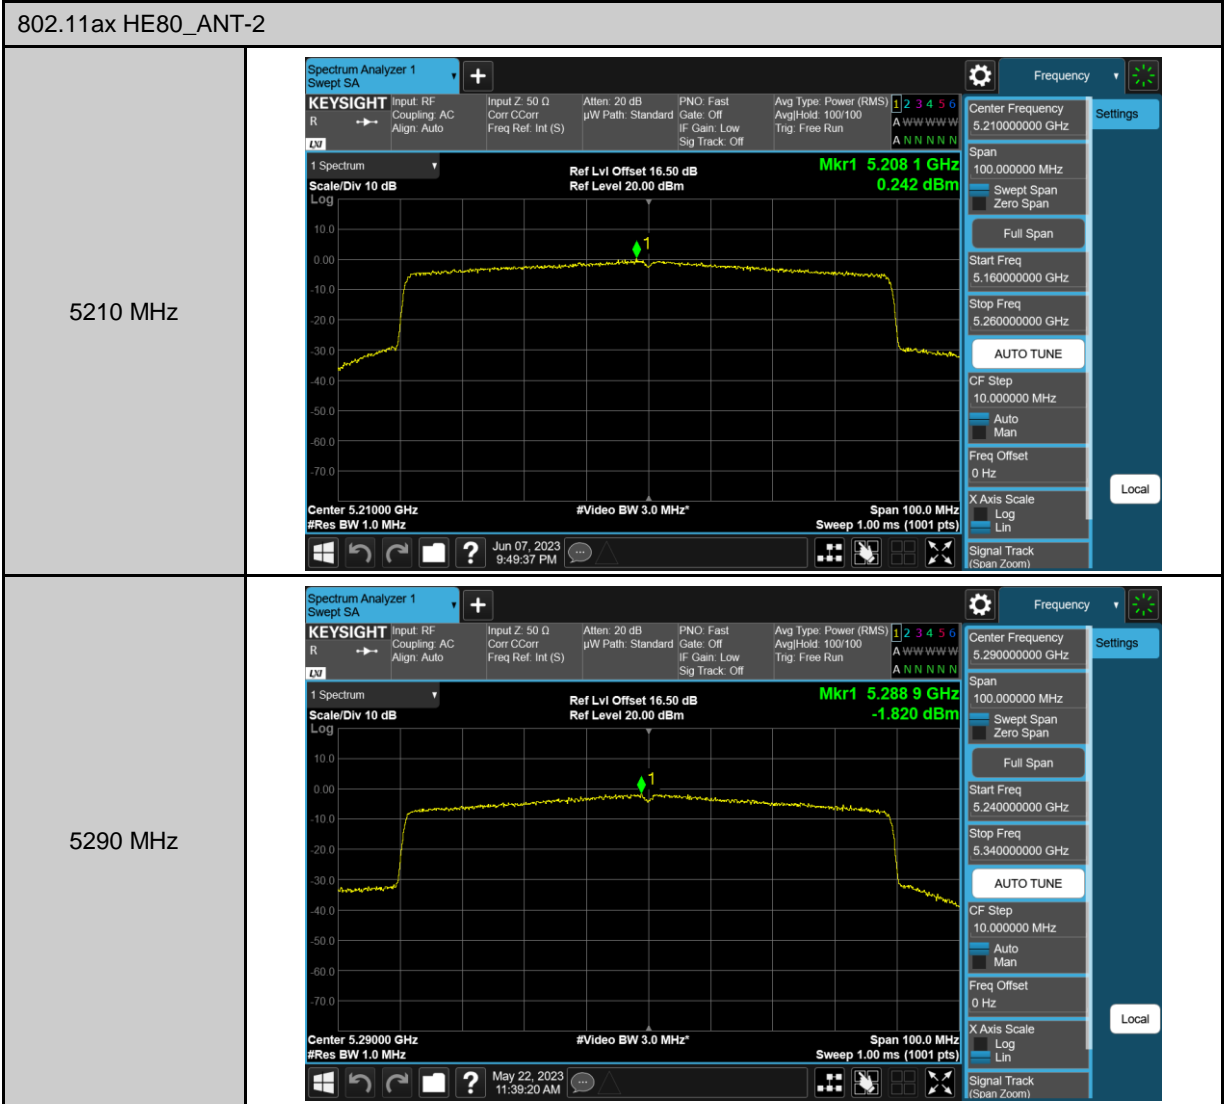 802.11ax HE80_ANT-2
5210 MHz
Spectrum Analyzer 1
Swept SA
Frequency
KEYSIGHT
R
LXI
Input: RF
Coupling: AC
Align: Auto
Input Z: 50 Ω
Corr CCorr
Freq Ref: Int (S)
Atten: 20 dB
µW Path: Standard
PNO: Fast
Gate: Off
IF Gain: Low
Sig Track: Off
Avg Type: Power (RMS)
Avg|Hold: 100/100
Trig: Free Run
1 2 3 4 5 6
A W W W W W
A N N N N N
1 Spectrum
Scale/Div 10 dB
Log
Ref Lvl Offset 16.50 dB
Ref Level 20.00 dBm
Mkr1 5.208 1 GHz
0.242 dBm
1
10.0
0.00
-10.0
-20.0
-30.0
-40.0
-50.0
-60.0
-70.0
Center 5.21000 GHz
#Res BW 1.0 MHz
#Video BW 3.0 MHz*
Span 100.0 MHz
Sweep 1.00 ms (1001 pts)
Jun 07, 2023
9:49:37 PM
Center Frequency
5.210000000 GHz
Span
100.000000 MHz
Swept Span
Zero Span
Full Span
Start Freq
5.160000000 GHz
Stop Freq
5.260000000 GHz
AUTO TUNE
CF Step
10.000000 MHz
Auto
Man
Freq Offset
0 Hz
X Axis Scale
Log
Lin
Signal Track
(Span Zoom)
Settings
Local
5290 MHz
Spectrum Analyzer 1
Swept SA
Frequency
KEYSIGHT
R
LXI
Input: RF
Coupling: AC
Align: Auto
Input Z: 50 Ω
Corr CCorr
Freq Ref: Int (S)
Atten: 20 dB
µW Path: Standard
PNO: Fast
Gate: Off
IF Gain: Low
Sig Track: Off
Avg Type: Power (RMS)
Avg|Hold: 100/100
Trig: Free Run
1 2 3 4 5 6
A W W W W W
A N N N N N
1 Spectrum
Scale/Div 10 dB
Log
Ref Lvl Offset 16.50 dB
Ref Level 20.00 dBm
Mkr1 5.288 9 GHz
-1.820 dBm
1
10.0
0.00
-10.0
-20.0
-30.0
-40.0
-50.0
-60.0
-70.0
Center 5.29000 GHz
#Res BW 1.0 MHz
#Video BW 3.0 MHz*
Span 100.0 MHz
Sweep 1.00 ms (1001 pts)
May 22, 2023
11:39:20 AM
Center Frequency
5.290000000 GHz
Span
100.000000 MHz
Swept Span
Zero Span
Full Span
Start Freq
5.240000000 GHz
Stop Freq
5.340000000 GHz
AUTO TUNE
CF Step
10.000000 MHz
Auto
Man
Freq Offset
0 Hz
X Axis Scale
Log
Lin
Signal Track
(Span Zoom)
Settings
Local